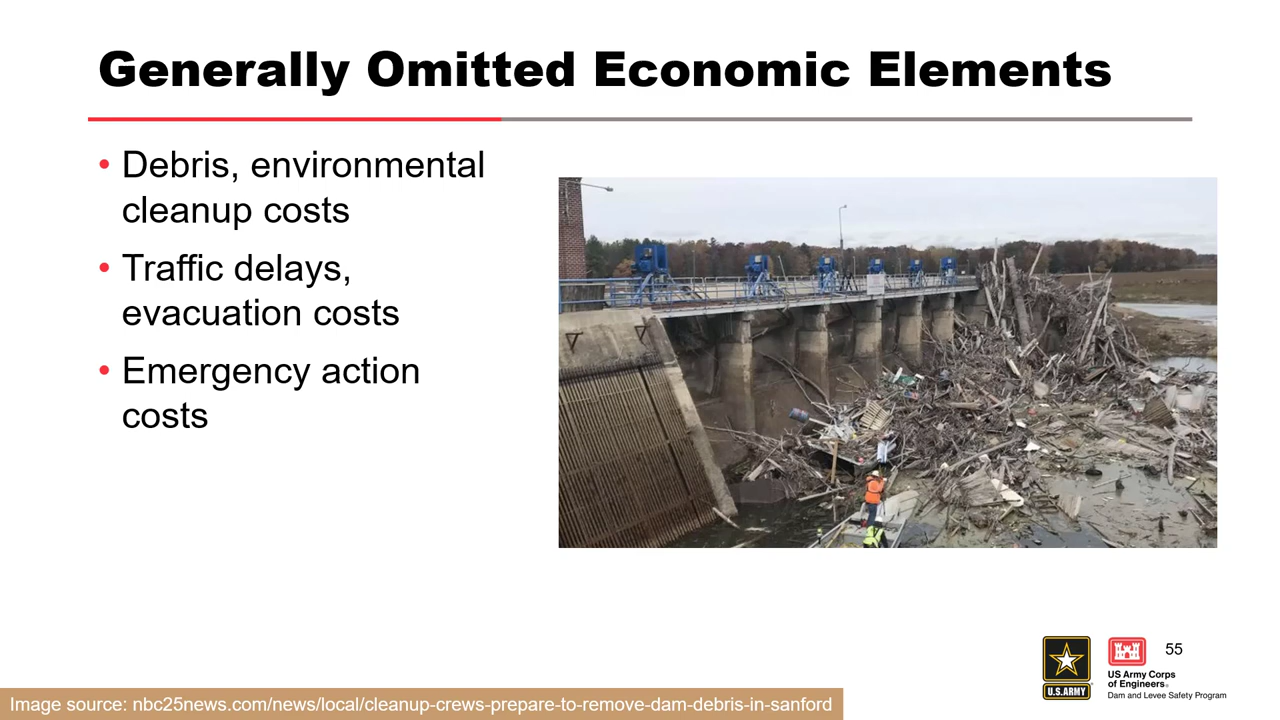 Generally Omitted Economic Elements
• Debris, environmental
cleanup costs
• Traffic delays,
evacuation costs
• Emergency action
costs
55
U.S.ARMY
US Army Corps
of Engineers®
Dam and Levee Safety Program
Image source: nbc25news.com/news/local/cleanup-crews-prepare-to-remove-dam-debris-in-sanford